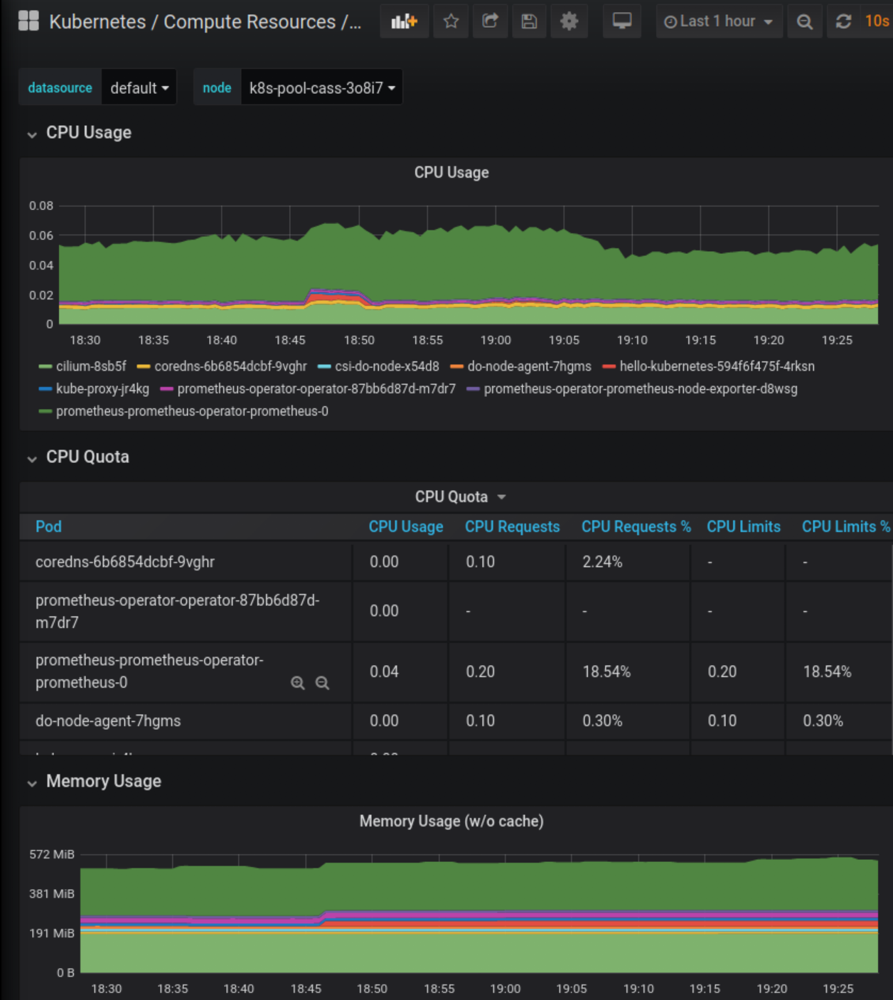 Kubernetes / Compute Resources /...
Last 1 hour
10s
datasource default
node k8s-pool-cass-3o8i7
CPU Usage
CPU Usage
0.08
0.06
0.04
0.02
0
18:30 18:35 18:40 18:45 18:50 18:55 19:00 19:05 19:10 19:15 19:20 19:25
cilium-8sb5f coredns-6b6854dcbf-9vghr csi-do-node-x54d8 do-node-agent-7hgms hello-kubernetes-594f6f475f-4rksn
kube-proxy-jr4kg prometheus-operator-operator-87bb6d87d-m7dr7 prometheus-operator-prometheus-node-exporter-d8wsg
prometheus-prometheus-operator-prometheus-0
CPU Quota
CPU Quota
Pod CPU Usage CPU Requests CPU Requests % CPU Limits CPU Limits %
coredns-6b6854dcbf-9vghr 0.00 0.10 2.24% - -
prometheus-operator-operator-87bb6d87d-
m7dr7 0.00 - - - -
prometheus-prometheus-operator-
prometheus-0 0.04 0.20 18.54% 0.20 18.54%
do-node-agent-7hgms 0.00 0.10 0.30% 0.10 0.30%
Memory Usage
Memory Usage (w/o cache)
572 MiB
381 MiB
191 MiB
0 B
18:30 18:35 18:40 18:45 18:50 18:55 19:00 19:05 19:10 19:15 19:20 19:25